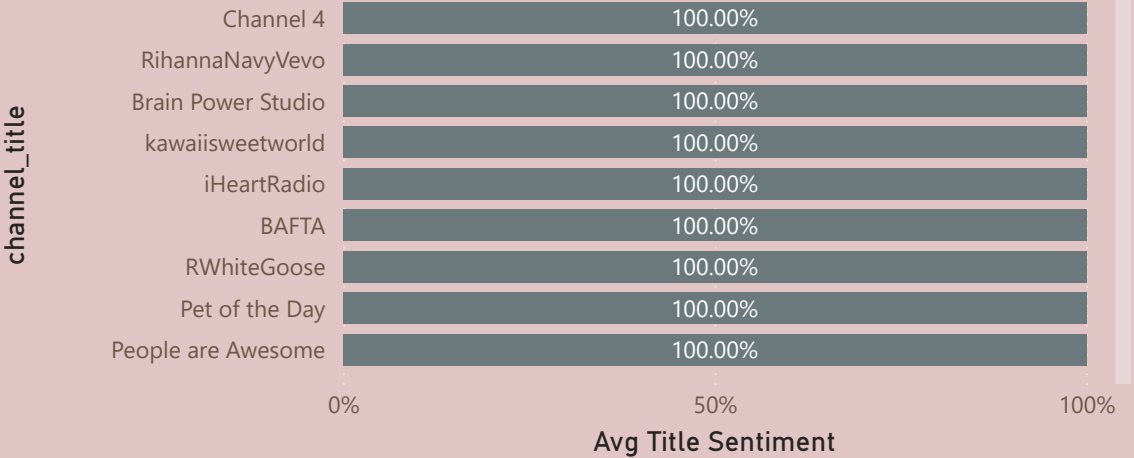 channel_title
Channel 4 100.00%
RihannaNavyVevo 100.00%
Brain Power Studio 100.00%
kawaiisweetworld 100.00%
iHeartRadio 100.00%
BAFTA 100.00%
RWhiteGoose 100.00%
Pet of the Day 100.00%
People are Awesome 100.00%
0% 50% 100%
Avg Title Sentiment